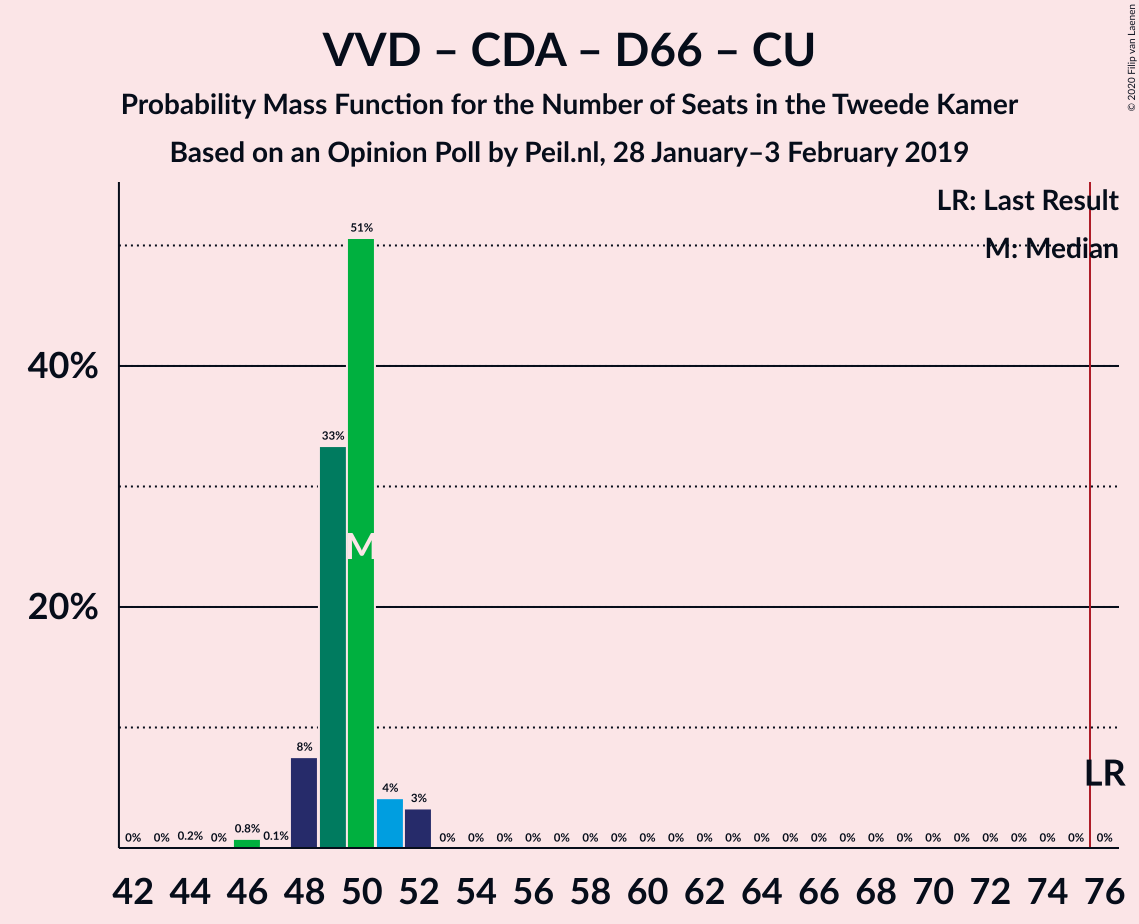 VVD – CDA – D66 – CU
Probability Mass Function for the Number of Seats in the Tweede Kamer
Based on an Opinion Poll by Peil.nl, 28 January–3 February 2019
© 2020 Filip van Laenen
LR: Last Result
M: Median
40%
20%
0% 0% 0.2% 0% 0.8% 0.1% 8% 33% 51% 4% 3% 0% 0% 0% 0% 0% 0% 0% 0% 0% 0% 0% 0% 0% 0% 0% 0% 0% 0% 0% 0% 0% 0% 0% 0%
M
LR
42 44 46 48 50 52 54 56 58 60 62 64 66 68 70 72 74 76